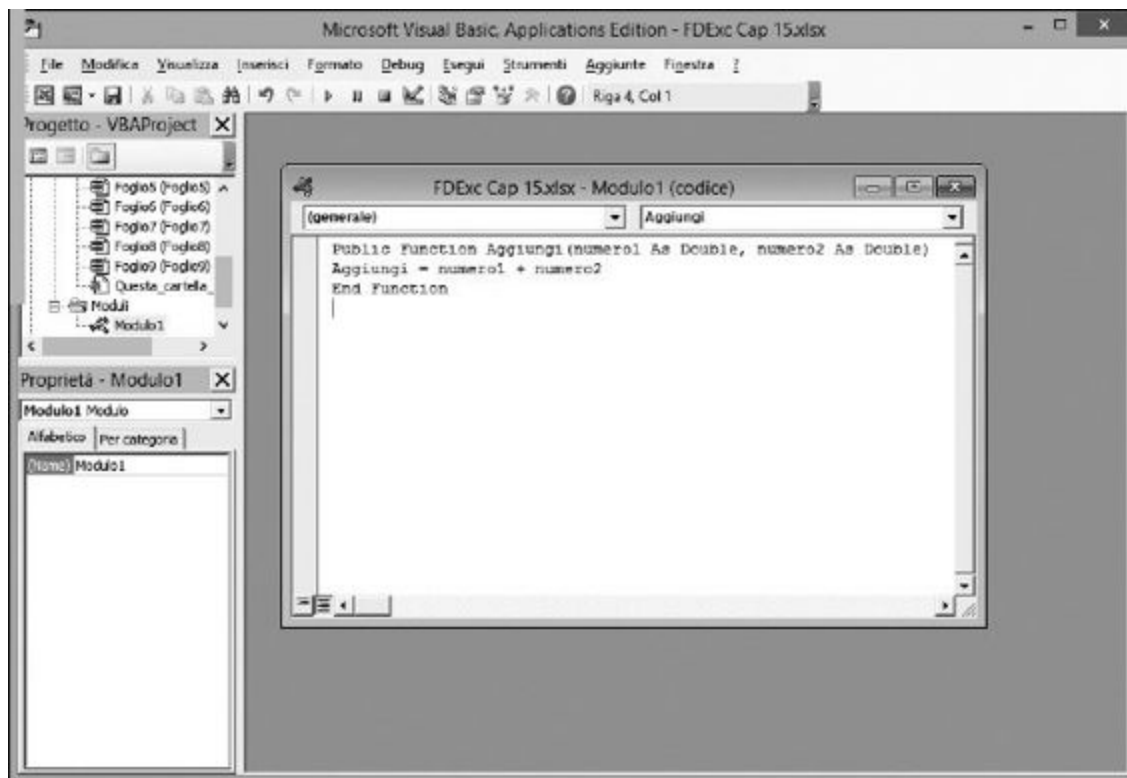 Microsoft Visual Basic, Applications Edition - FDExc Cap 15.xlsx
File Modifica Visualizza Inserisci Formato Debug Esegui Strumenti Aggiunte Finestra ?
Riga 4, Col 1
Progetto - VBAProject
Foglio5 (Foglio5)
Foglio6 (Foglio6)
Foglio7 (Foglio7)
Foglio8 (Foglio8)
Foglio9 (Foglio9)
Questa_cartella_
Moduli
Modulo1
Proprietà - Modulo1
Modulo1 Modulo
Alfabetico Per categoria
(Name) Modulo1
FDExc Cap 15.xlsx - Modulo1 (codice)
(generale) Aggiungi
Public Function Aggiungi(numero1 As Double, numero2 As Double)
Aggiungi = numero1 + numero2
End Function